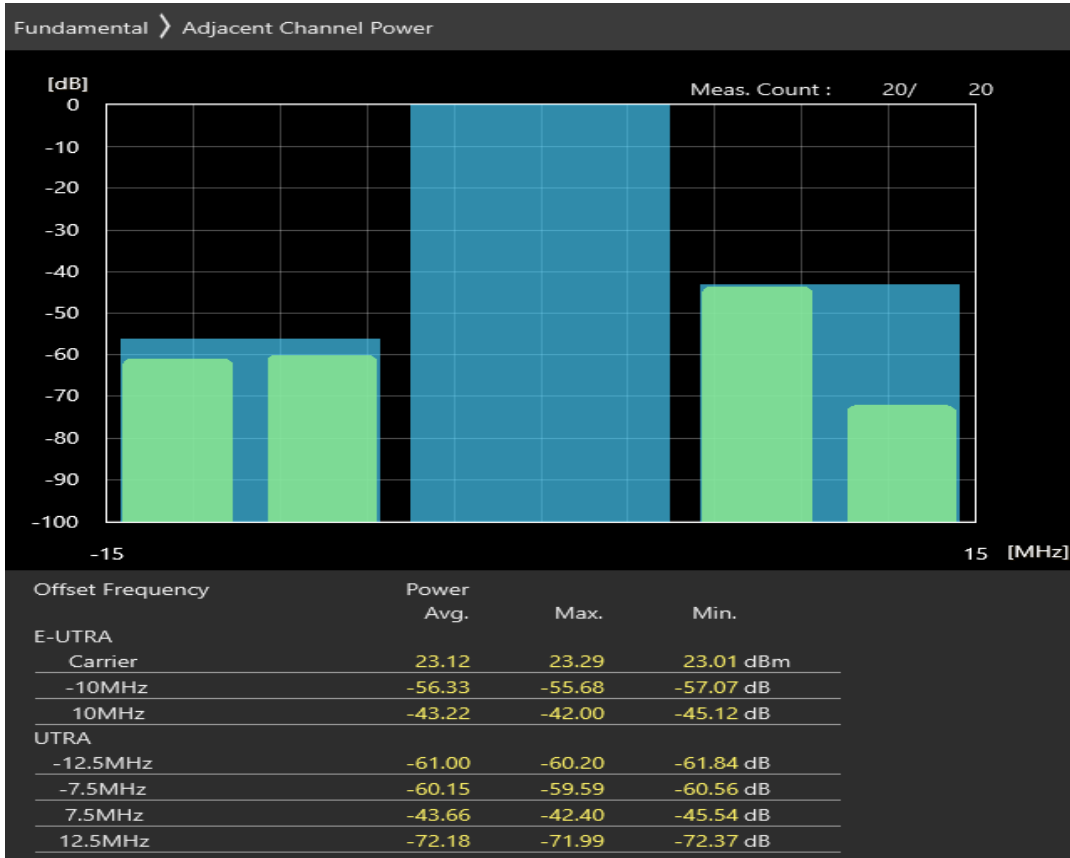 Fundamental 〉 Adjacent Channel Power
[dB]
Meas. Count : 20/ 20
0
-10
-20
-30
-40
-50
-60
-70
-80
-90
-100
-15 15 [MHz]
Offset Frequency Power
Avg. Max. Min.
E-UTRA
Carrier 23.12 23.29 23.01 dBm
-10MHz -56.33 -55.68 -57.07 dB
10MHz -43.22 -42.00 -45.12 dB
UTRA
-12.5MHz -61.00 -60.20 -61.84 dB
-7.5MHz -60.15 -59.59 -60.56 dB
7.5MHz -43.66 -42.40 -45.54 dB
12.5MHz -72.18 -71.99 -72.37 dB